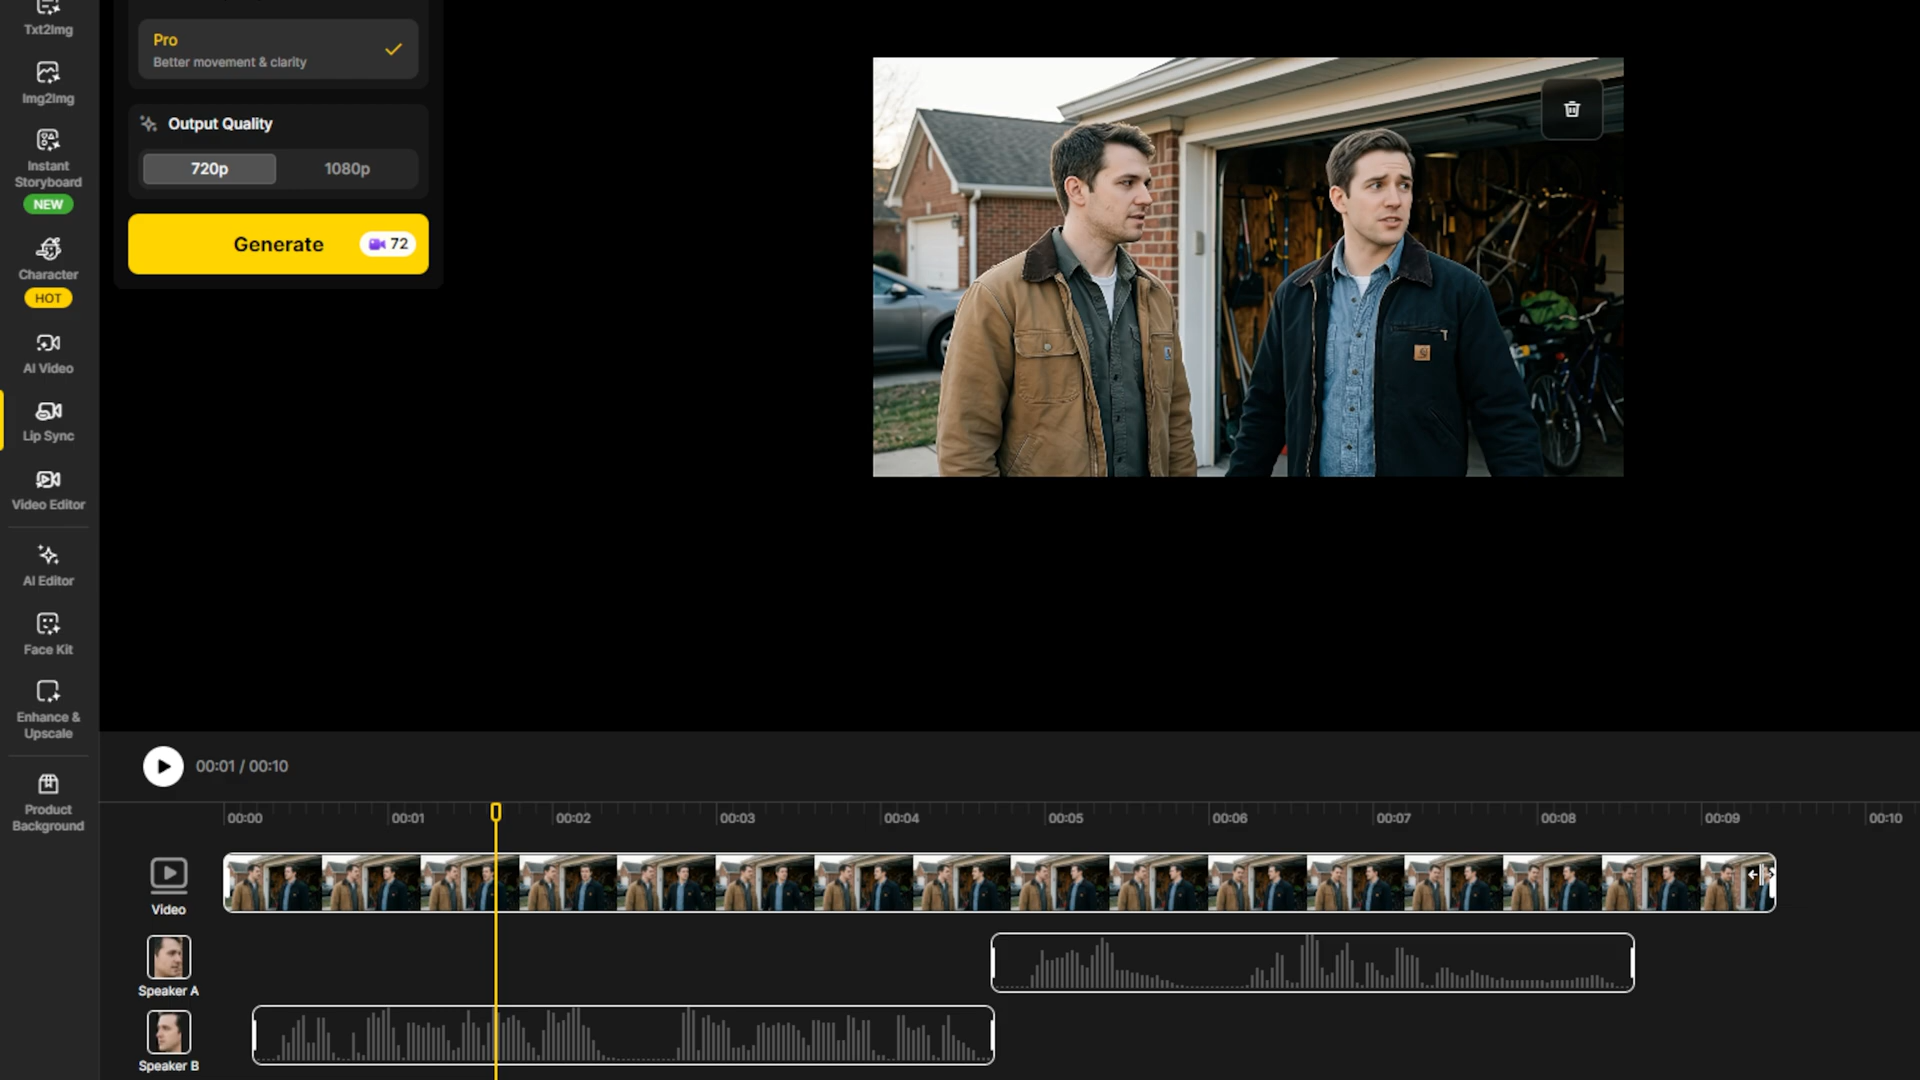 Txt2Img
Img2Img
Instant
Storyboard
NEW
Character
HOT
AI Video
Lip Sync
Video Editor
AI Editor
Face Kit
Enhance &
Upscale
Product
Background
Pro
Better movement & clarity
Output Quality
720p 1080p
Generate 72
00:01 / 00:10
00:00 00:01 00:02 00:03 00:04 00:05 00:06 00:07 00:08 00:09 00:10
Video
Speaker A
Speaker B